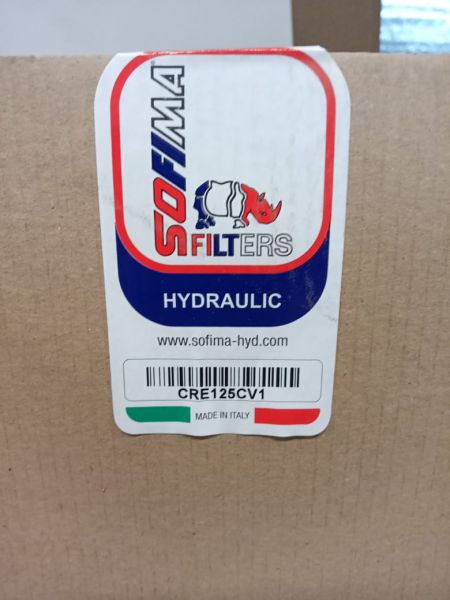 SOFIMA®
FILTERS
HYDRAULIC
www.sofima-hyd.com
CRE125CV1
MADE IN ITALY